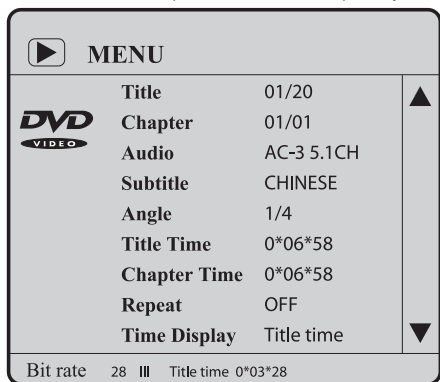 MENU
Title 01/20
DVD
VIDEO
Chapter 01/01
Audio AC-3 5.1CH
Subtitle CHINESE
Angle 1/4
Title Time 0*06*58
Chapter Time 0*06*58
Repeat OFF
Time Display Title time
Bit rate 28 Title time 0*03*28